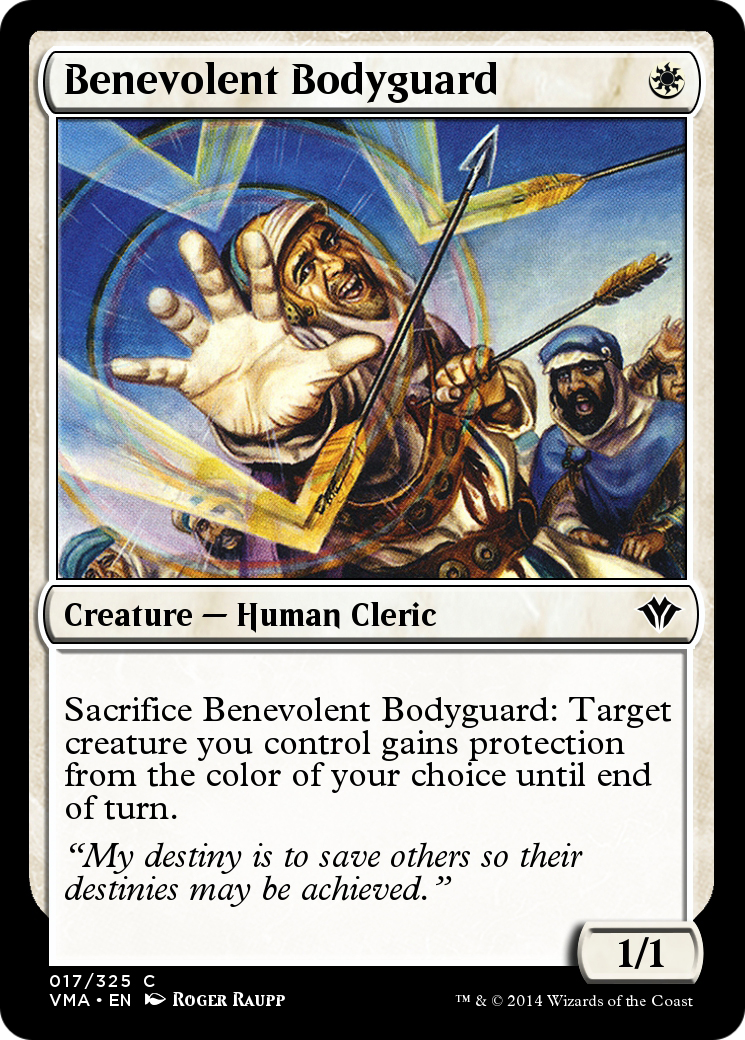 Benevolent Bodyguard
Creature — Human Cleric
Sacrifice Benevolent Bodyguard: Target
creature you control gains protection
from the color of your choice until end
of turn.
“My destiny is to save others so their
destinies may be achieved.”
1/1
017/325 C
VMA • EN Roger Raupp
™ & © 2014 Wizards of the Coast